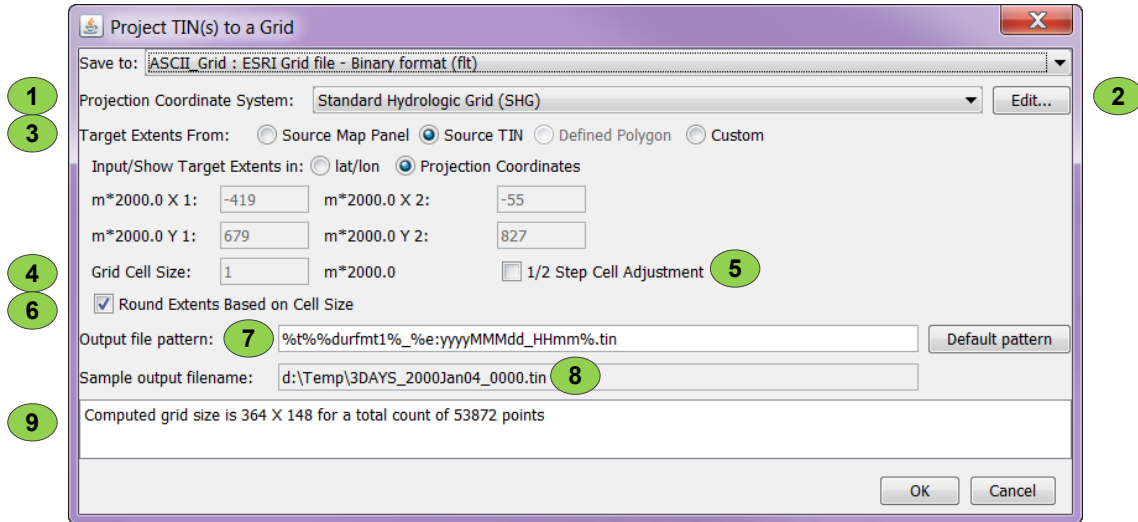 Project TIN(s) to a Grid
Save to: ASCII_Grid : ESRI Grid file - Binary format (flt)
1 Projection Coordinate System: Standard Hydrologic Grid (SHG) Edit... 2
3 Target Extents From: Source Map Panel Source TIN Defined Polygon Custom
Input/Show Target Extents in: lat/lon Projection Coordinates
m*2000.0 X 1: -419 m*2000.0 X 2: -55
m*2000.0 Y 1: 679 m*2000.0 Y 2: 827
4 Grid Cell Size: 1 m*2000.0 1/2 Step Cell Adjustment 5
6 Round Extents Based on Cell Size
Output file pattern: 7 %t%%durfmt1%_%e:yyyyMMMdd_HHmm%.tin Default pattern
Sample output filename: d:\Temp\3DAYS_2000Jan04_0000.tin 8
9 Computed grid size is 364 X 148 for a total count of 53872 points
OK Cancel